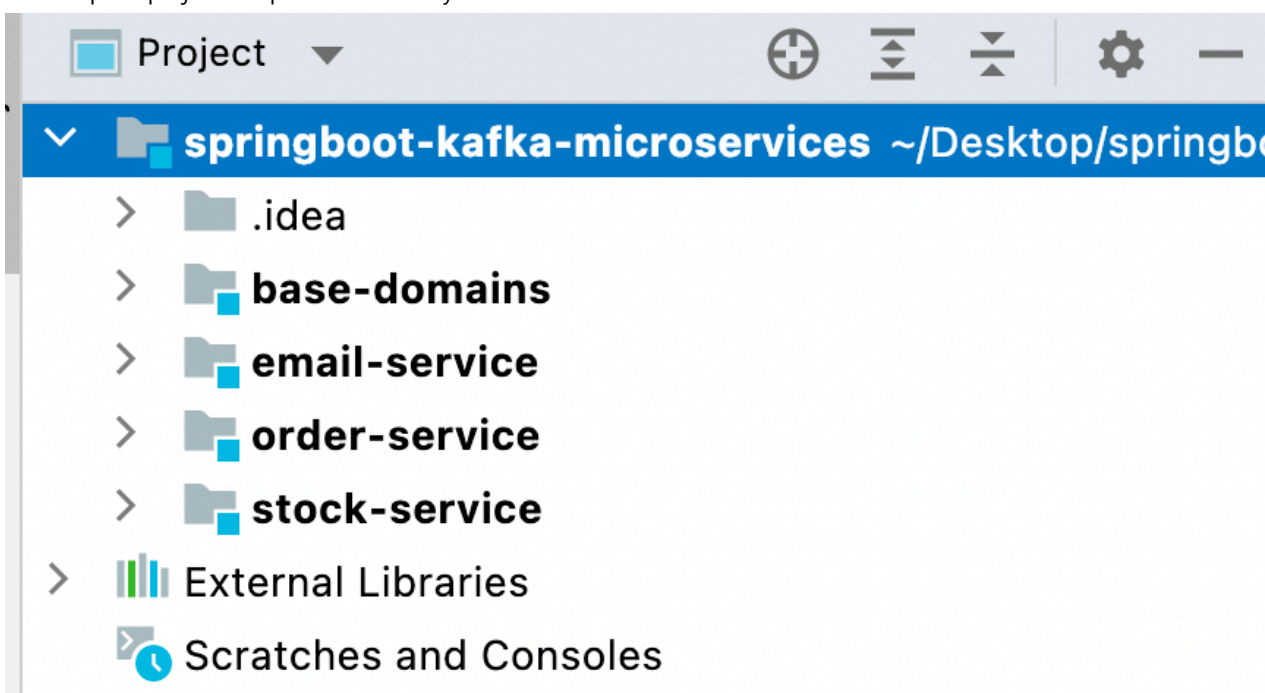 Project
springboot-kafka-microservices ~/Desktop/springbo
.idea
base-domains
email-service
order-service
stock-service
External Libraries
Scratches and Consoles